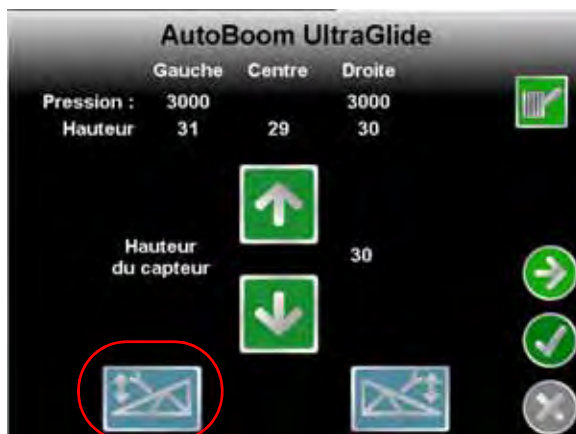 AutoBoom UltraGlide
Gauche Centre Droite
Pression : 3000 3000
Hauteur 31 29 30
Hauteur
du capteur 30